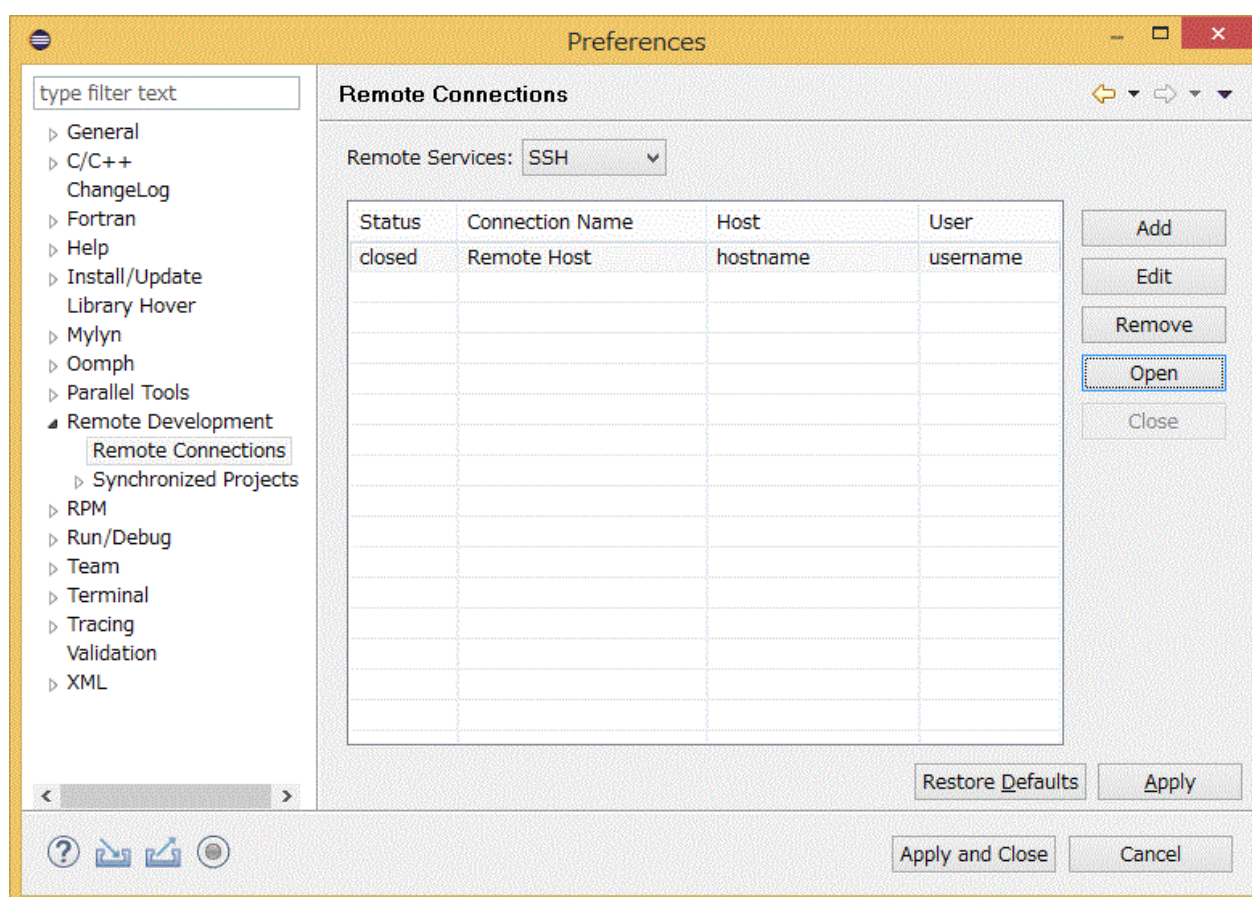 Preferences
type filter text
General
C/C++
ChangeLog
Fortran
Help
Install/Update
Library Hover
Mylyn
Oomph
Parallel Tools
Remote Development
Remote Connections
Synchronized Projects
RPM
Run/Debug
Team
Terminal
Tracing
Validation
XML
Remote Connections
Remote Services: SSH
Status Connection Name Host User
closed Remote Host hostname username
Add
Edit
Remove
Open
Close
Restore Defaults Apply
Apply and Close Cancel